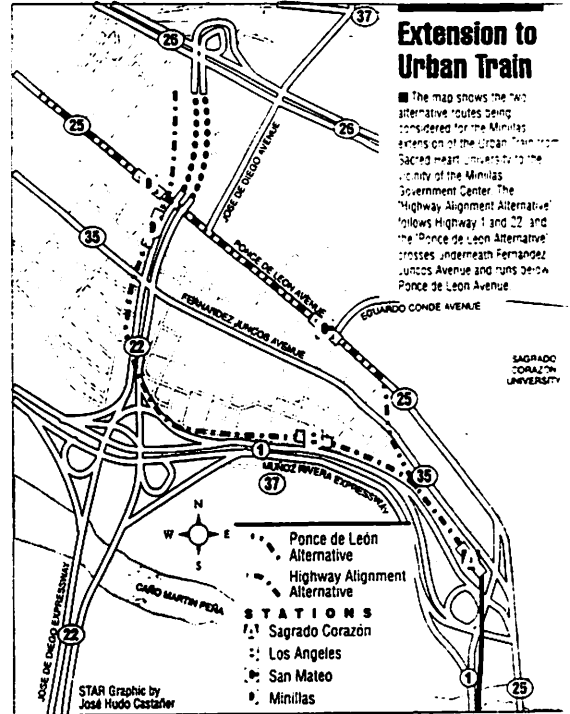 Extension to
Urban Train
■ The map shows the two
alternative routes being
considered for the Minillas
extension of the Urban Train from
Sacred Heart University to the
vicinity of the Minillas
Government Center. The
'Highway Alignment Alternative'
follows Highway 1 and 22, and
the 'Ponce de Leon Alternative'
crosses underneath Fernandez
Juncos Avenue and runs below
Ponce de Leon Avenue
37
26
26
25
JOSE DE DIEGO AVENUE
35
PONCE DE LEON AVENUE
EDUARDO CONDE AVENUE
FERNANDEZ JUNCOS AVENUE
22
SAGRADO
CORAZON
UNIVERSITY
25
1
MUÑOZ RIVERA EXPRESSWAY
37
35
N
W E
S
CAÑO MARTIN PEÑA
JOSE DE DIEGO EXPRESSWAY
22
Ponce de León
Alternative
Highway Alignment
Alternative
STATIONS
Sagrado Corazón
Los Angeles
San Mateo
Minillas
1
25
STAR Graphic by
José Hudo Castañer